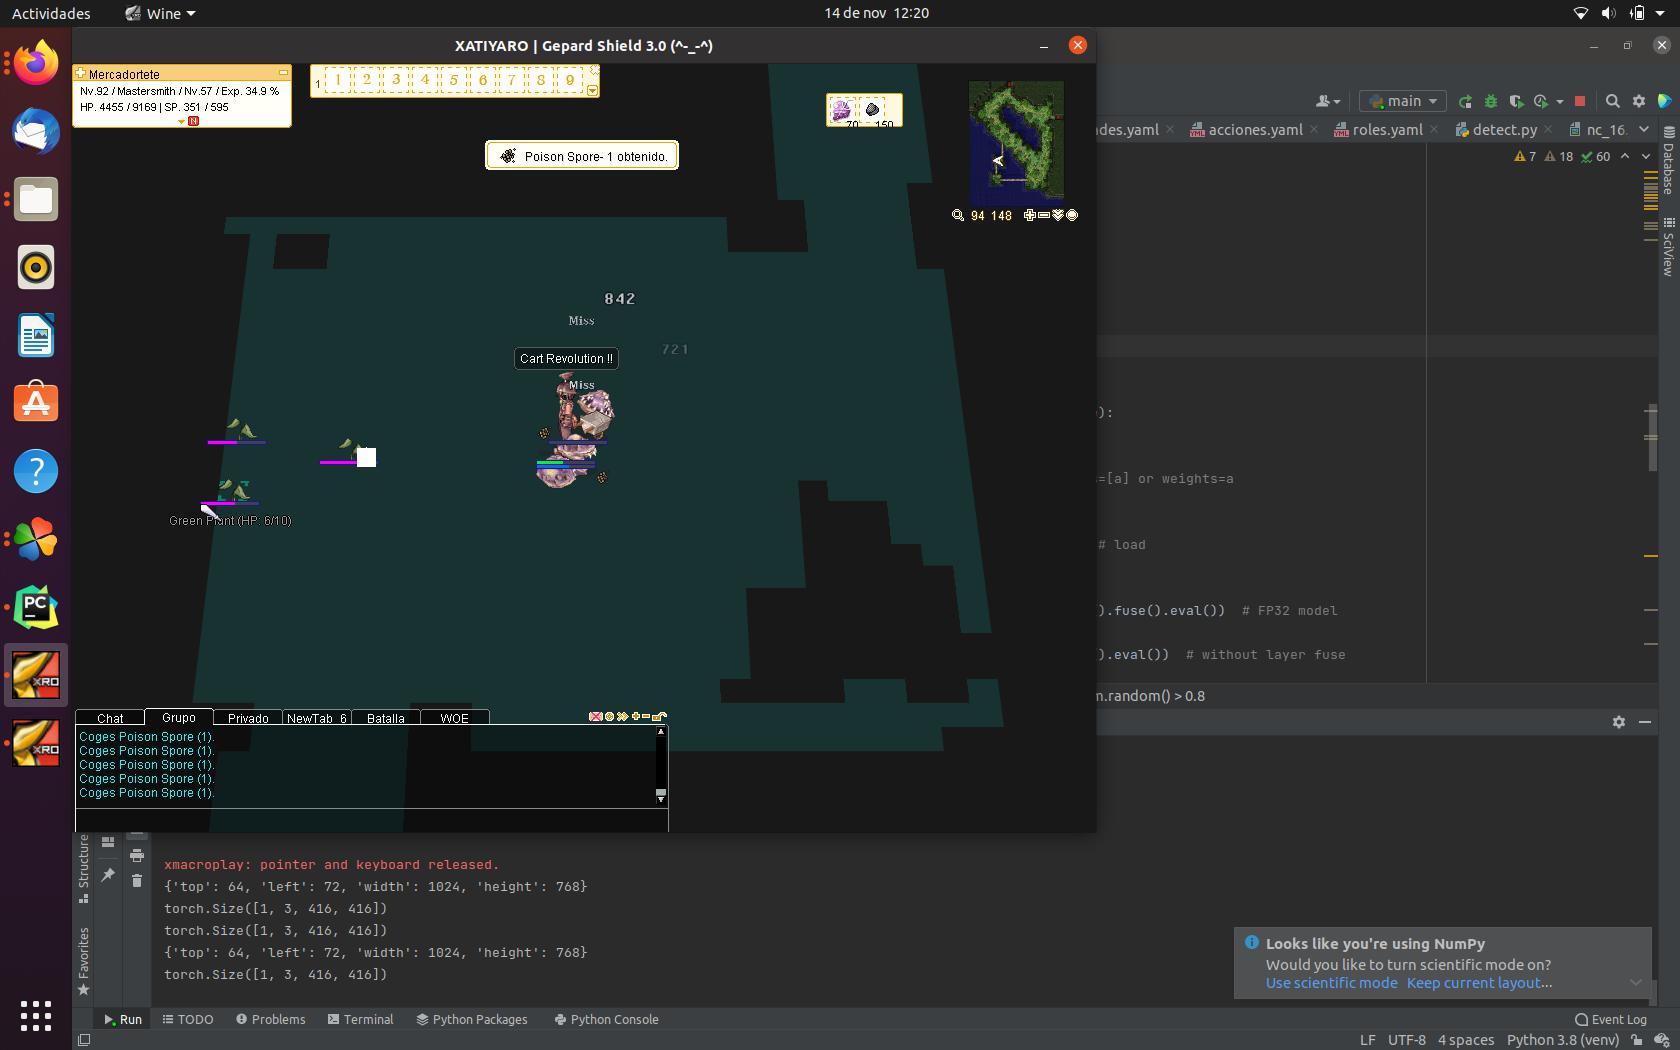 Actividades
Wine
14 de nov 12:20
XATIYARO | Gepard Shield 3.0 (^-_-^)
Mercadortete
Nv.92 / Mastersmith / Nv.57 / Exp. 34.9 %
HP. 4455 / 9169 | SP. 351 / 595
N
1
1 2 3 4 5 6 7 8 9
70 150
Poison Spore- 1 obtenido.
94 148
842
Miss
721
Cart Revolution !!
Miss
Green Plant (HP: 6/10)
Chat
Grupo
Privado
NewTab_6
Batalla
WOE
Coges Poison Spore (1).
Coges Poison Spore (1).
Coges Poison Spore (1).
Coges Poison Spore (1).
Coges Poison Spore (1).
main
des.yaml
acciones.yaml
roles.yaml
detect.py
nc_16.
7 18 60
Database
SciView
):
=[a] or weights=a
# load
).fuse().eval()) # FP32 model
).eval()) # without layer fuse
m.random() > 0.8
PC
XRO
XRO
Structure
Favorites
xmacroplay: pointer and keyboard released.
{'top': 64, 'left': 72, 'width': 1024, 'height': 768}
torch.Size([1, 3, 416, 416])
torch.Size([1, 3, 416, 416])
{'top': 64, 'left': 72, 'width': 1024, 'height': 768}
torch.Size([1, 3, 416, 416])
Looks like you're using NumPy
Would you like to turn scientific mode on?
Use scientific mode Keep current layout...
Run
TODO
Problems
Terminal
Python Packages
Python Console
Event Log
LF UTF-8 4 spaces Python 3.8 (venv)